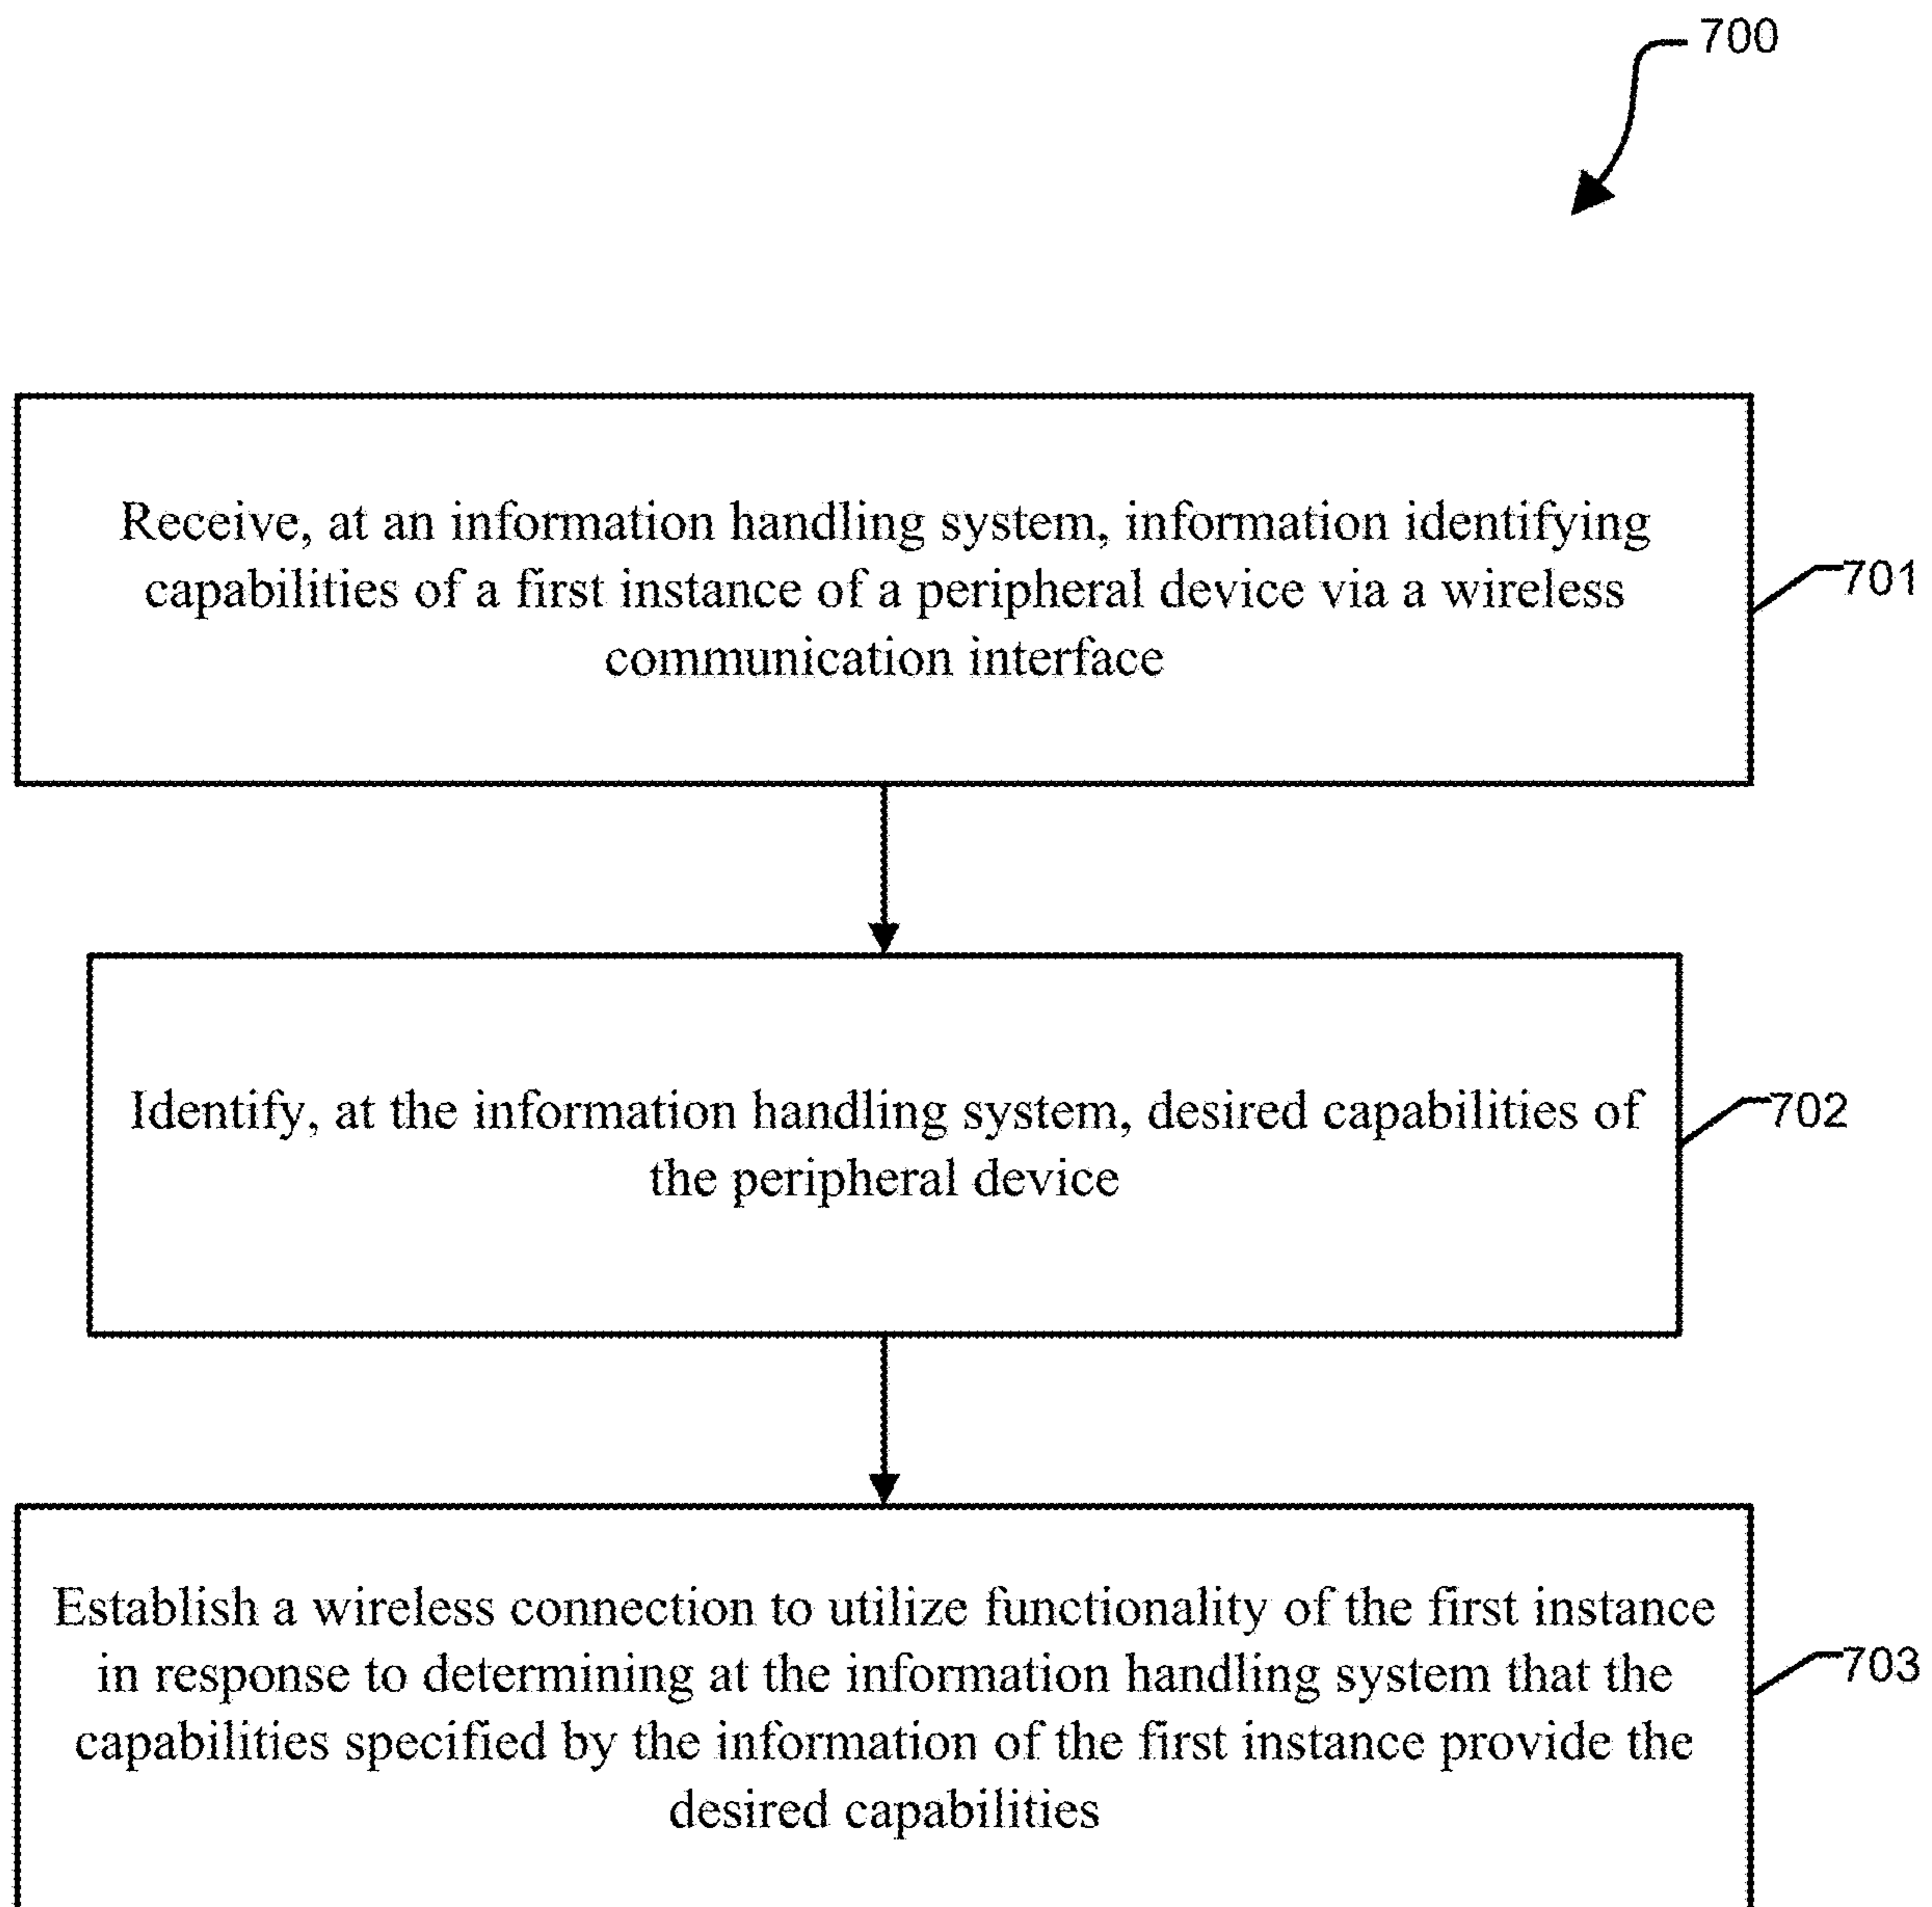 700
Receive, at an information handling system, information identifying
capabilities of a first instance of a peripheral device via a wireless
communication interface
701
Identify, at the information handling system, desired capabilities of
the peripheral device
702
Establish a wireless connection to utilize functionality of the first instance
in response to determining at the information handling system that the
capabilities specified by the information of the first instance provide the
desired capabilities
703